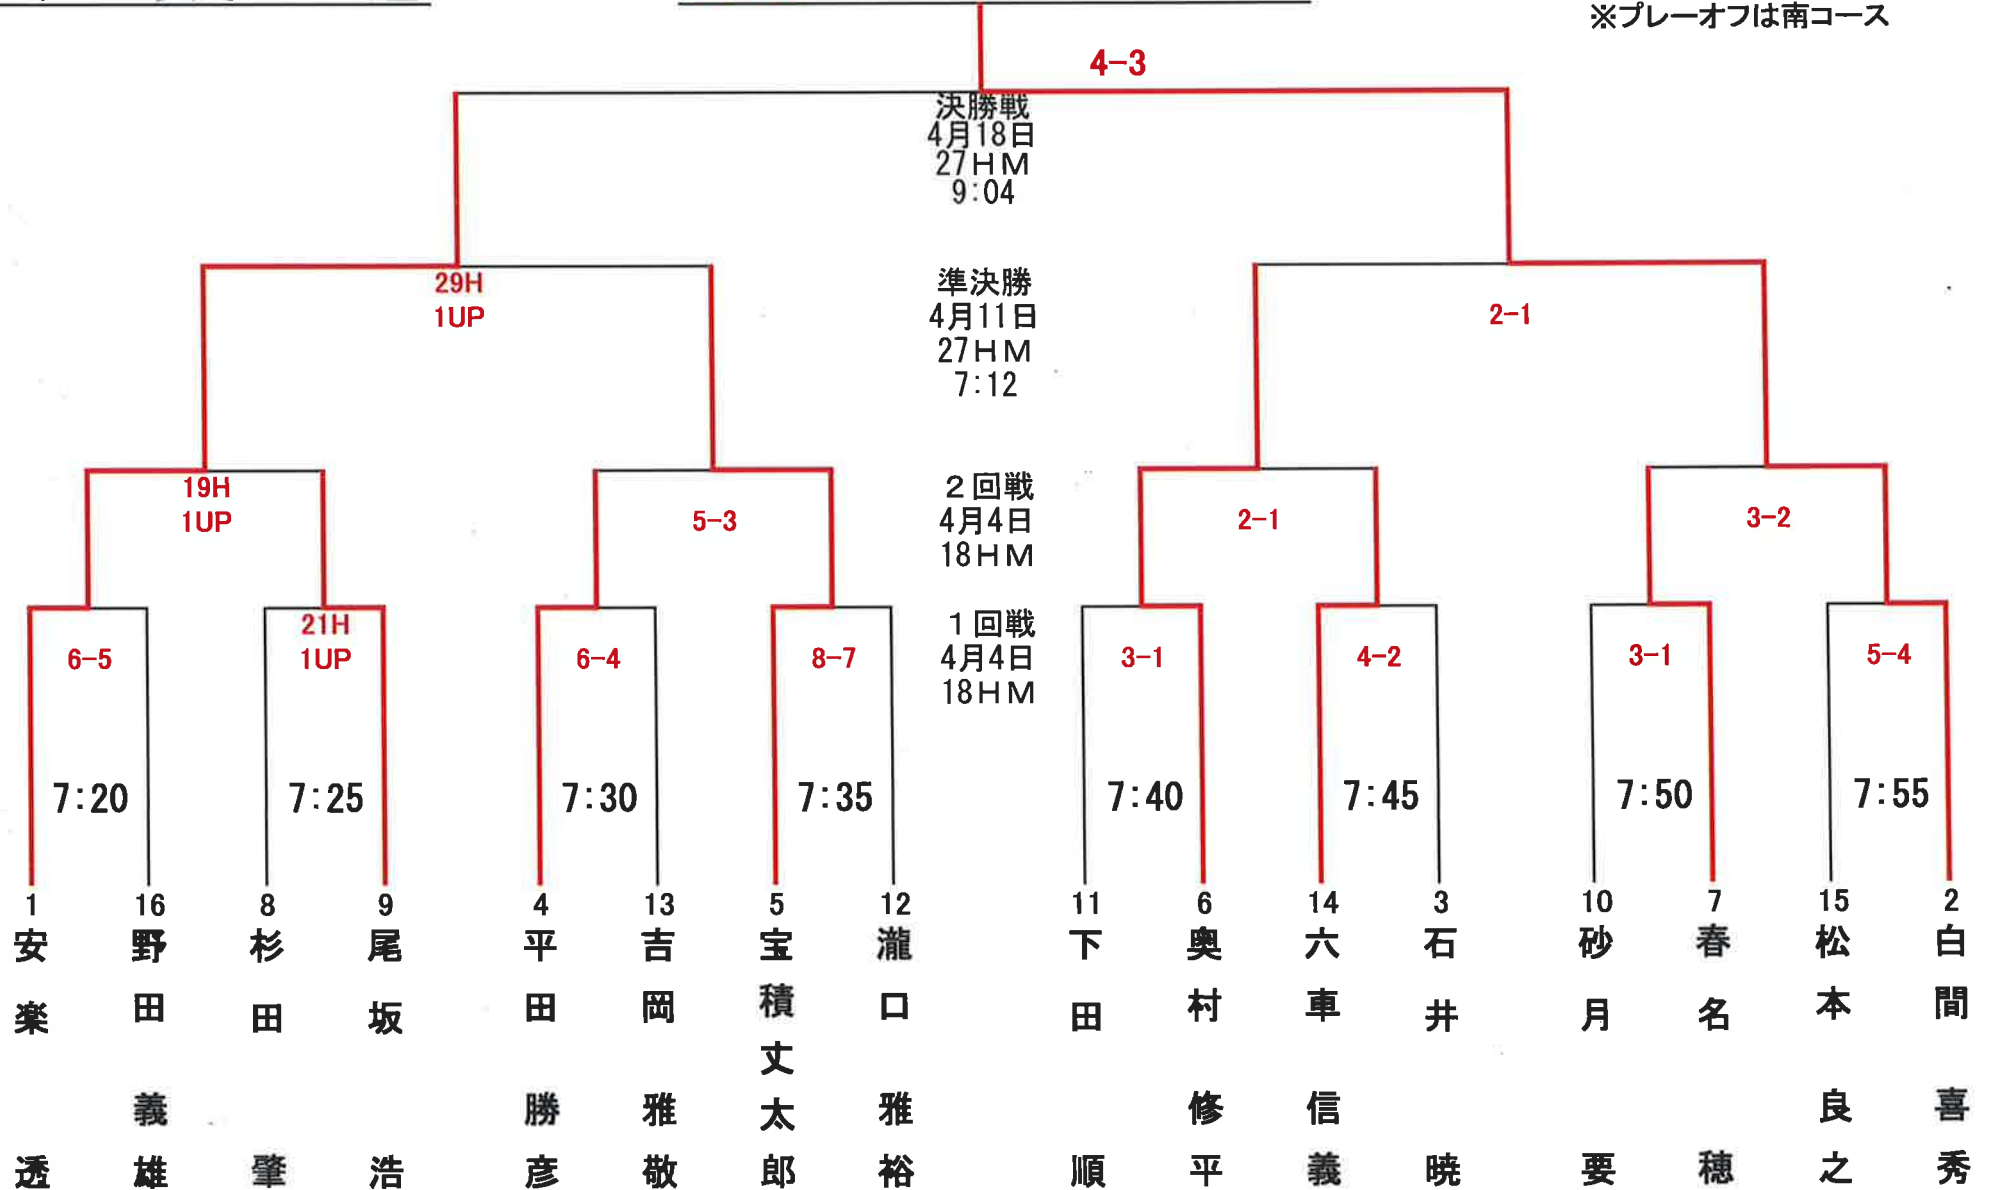 ※プレーオフは南コース
4-3
決勝戦
4月18日
27HM
9:04
29H
1UP
準決勝
4月11日
27HM
7:12
2-1
19H
1UP
5-3
2回戦
4月4日
18HM
2-1
3-2
6-5
21H
1UP
6-4
8-7
1回戦
4月4日
18HM
3-1
4-2
3-1
5-4
7:20
7:25
7:30
7:35
7:40
7:45
7:50
7:55
1
安楽 透
16
野田 義雄
8
杉田 肇
9
尾坂 浩
4
平田 勝彦
13
吉岡 雅敬
5
宝積丈太郎
12
瀧口 雅裕
11
下田 順
6
奥村 修平
14
六車 信義
3
石井 暁
10
砂月 要
7
春名 穂
15
松本 良之
2
白間 喜秀